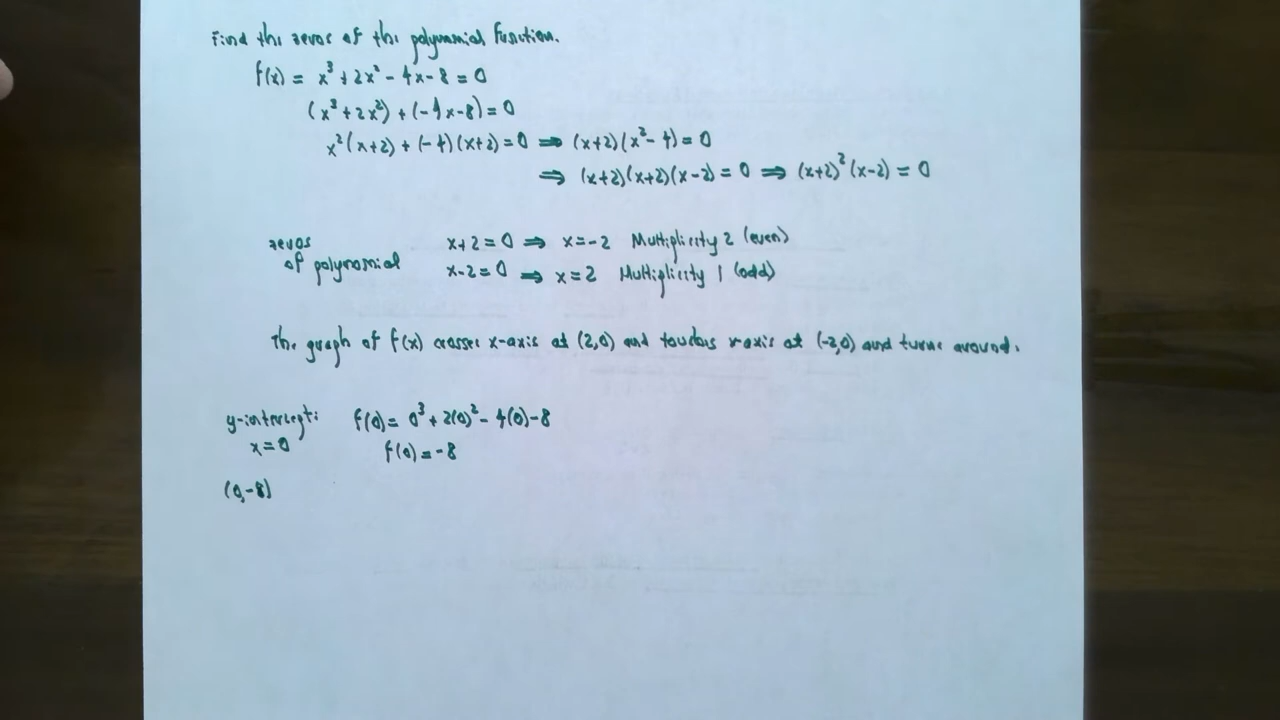 Find the zeros of the polynomial function.
f(x) = x³ + 2x² - 4x - 8 = 0
(x³ + 2x²) + (-4x - 8) = 0
x²(x+2) + (-4)(x+2) = 0 ⇒ (x+2)(x² - 4) = 0
⇒ (x+2)(x+2)(x-2) = 0 ⇒ (x+2)²(x-2) = 0
zeros of polynomial
x+2 = 0 ⇒ x = -2 Multiplicity 2 (even)
x-2 = 0 ⇒ x = 2 Multiplicity 1 (odd)
The graph of f(x) crosses x-axis at (2,0) and touches x-axis at (-2,0) and turns around.
y-intercept: f(0) = 0³ + 2(0)² - 4(0) - 8
x = 0 f(0) = -8
(0,-8)